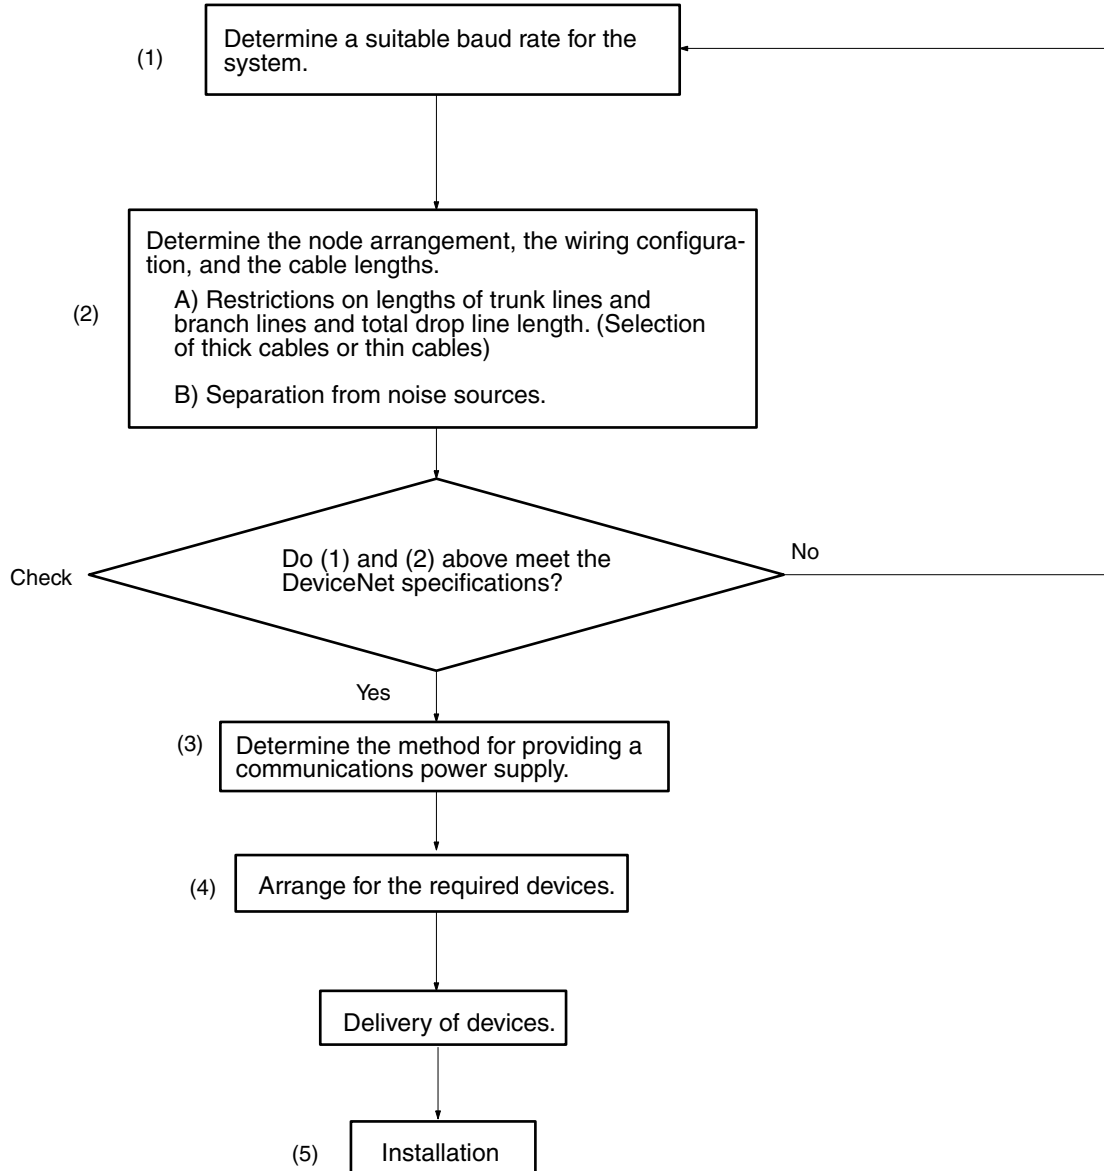 (1)
Determine a suitable baud rate for the
system.
(2)
Determine the node arrangement, the wiring configura-
tion, and the cable lengths.
A) Restrictions on lengths of trunk lines and
branch lines and total drop line length. (Selection
of thick cables or thin cables)
B) Separation from noise sources.
Check
Do (1) and (2) above meet the
DeviceNet specifications?
No
Yes
(3)
Determine the method for providing a
communications power supply.
(4)
Arrange for the required devices.
Delivery of devices.
(5)
Installation